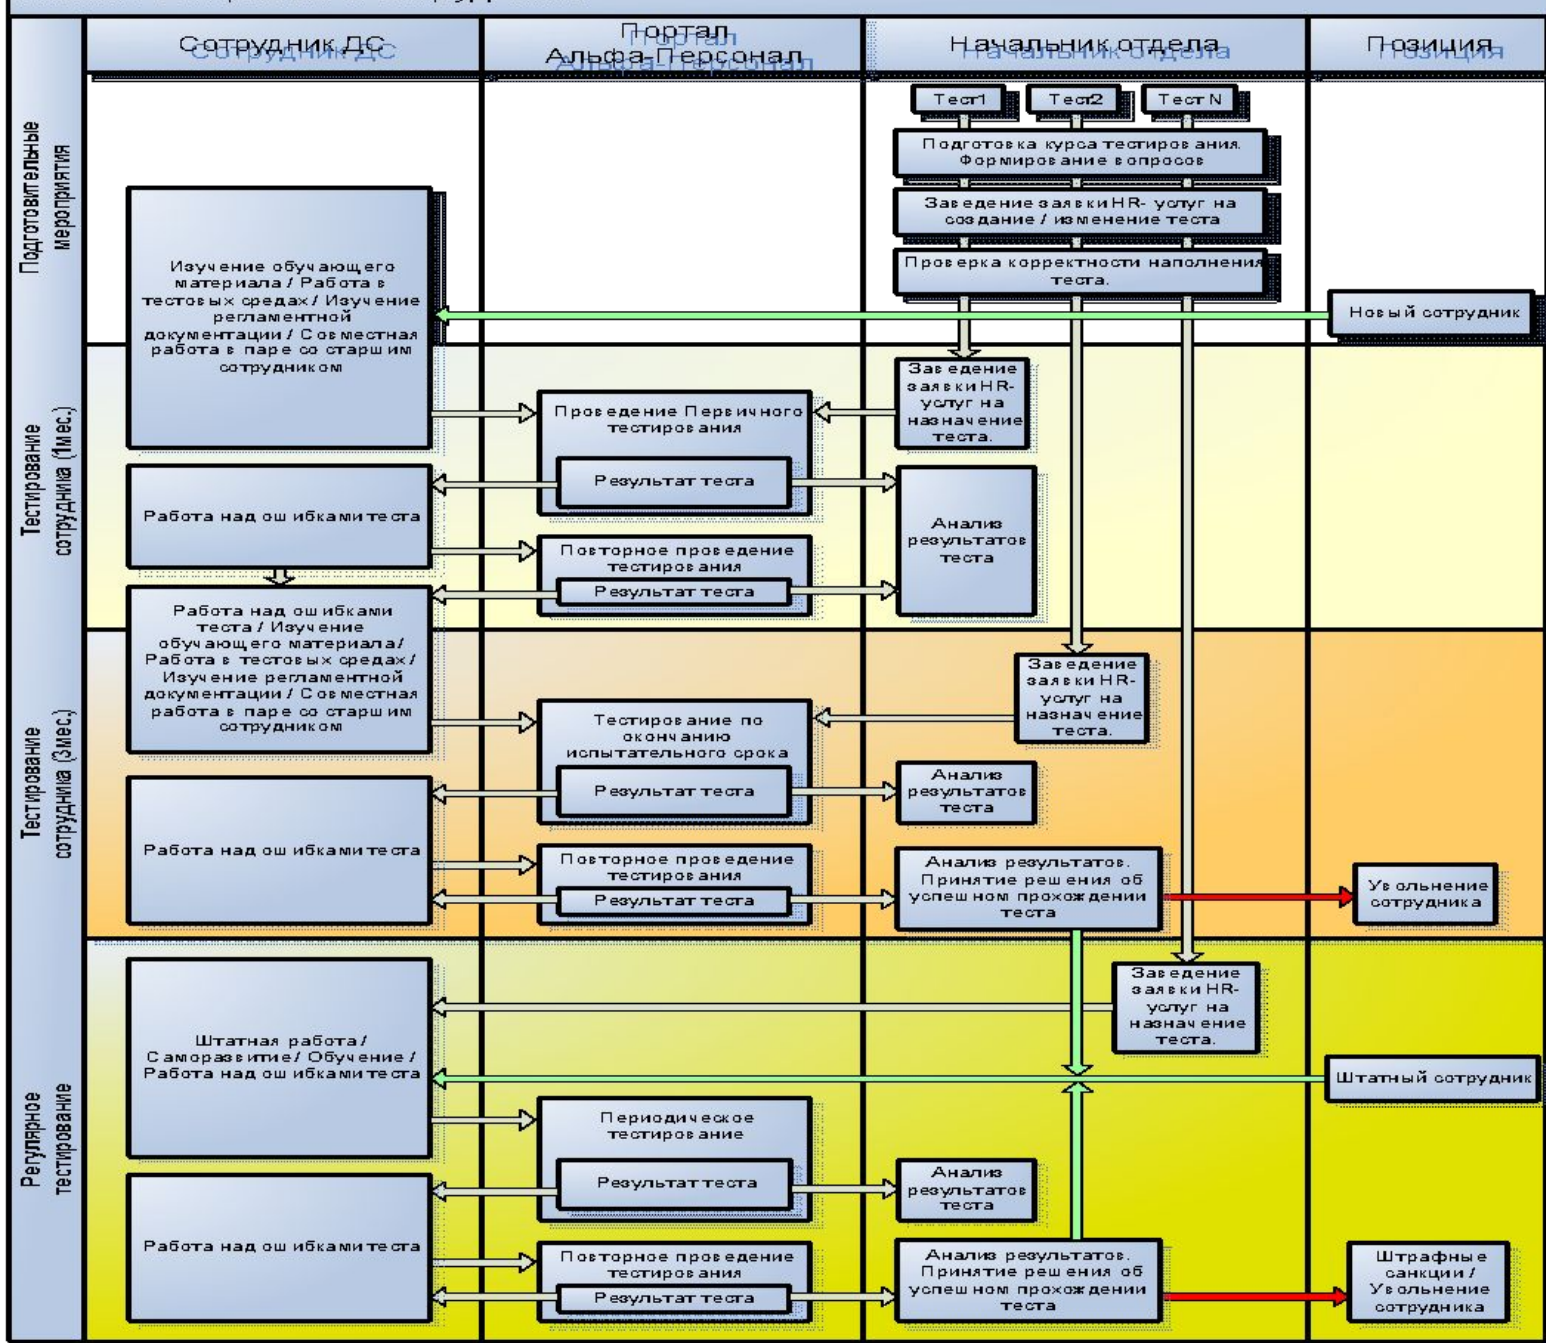 Сотрудник ДС
Портал
Альфа-Персонал
Начальник отдела
Позиция
Подготовительные
мероприятия
Тест1
Тест2
Тест N
Подготовка курса тестирования.
Формирование вопросов
Заведение заявки HR- услуг на
создание / изменение теста
Проверка корректности наполнения
теста.
Изучение обучающего
материала / Работа в
тестовых средах / Изучение
регламентной
документации / Совместная
работа в паре со старшим
сотрудником
Новый сотрудник
Тестирование
сотрудника (1мес.)
Проведение Первичного
тестирования
Результат теста
Заведение
заявки HR-
услуг на
назначение
теста.
Работа над ошибками теста
Анализ
результатов
теста
Повторное проведение
тестирования
Результат теста
Работа над ошибками
теста / Изучение
обучающего материала /
Работа в тестовых средах /
Изучение регламентной
документации / Совместная
работа в паре со старшим
сотрудником
Тестирование
сотрудника (3мес.)
Заведение
заявки HR-
услуг на
назначение
теста.
Тестирование по
окончанию
испытательного срока
Результат теста
Анализ
результатов
теста
Работа над ошибками теста
Повторное проведение
тестирования
Результат теста
Анализ результатов.
Принятие решения об
успешном прохождении
теста
Увольнение
сотрудника
Регулярное
тестирование
Заведение
заявки HR-
услуг на
назначение
теста.
Штатная работа /
Саморазвитие / Обучение /
Работа над ошибками теста
Штатный сотрудник
Периодическое
тестирование
Результат теста
Анализ
результатов
теста
Работа над ошибками теста
Повторное проведение
тестирования
Результат теста
Анализ результатов.
Принятие решения об
успешном прохождении
теста
Штрафные
санкции /
Увольнение
сотрудника